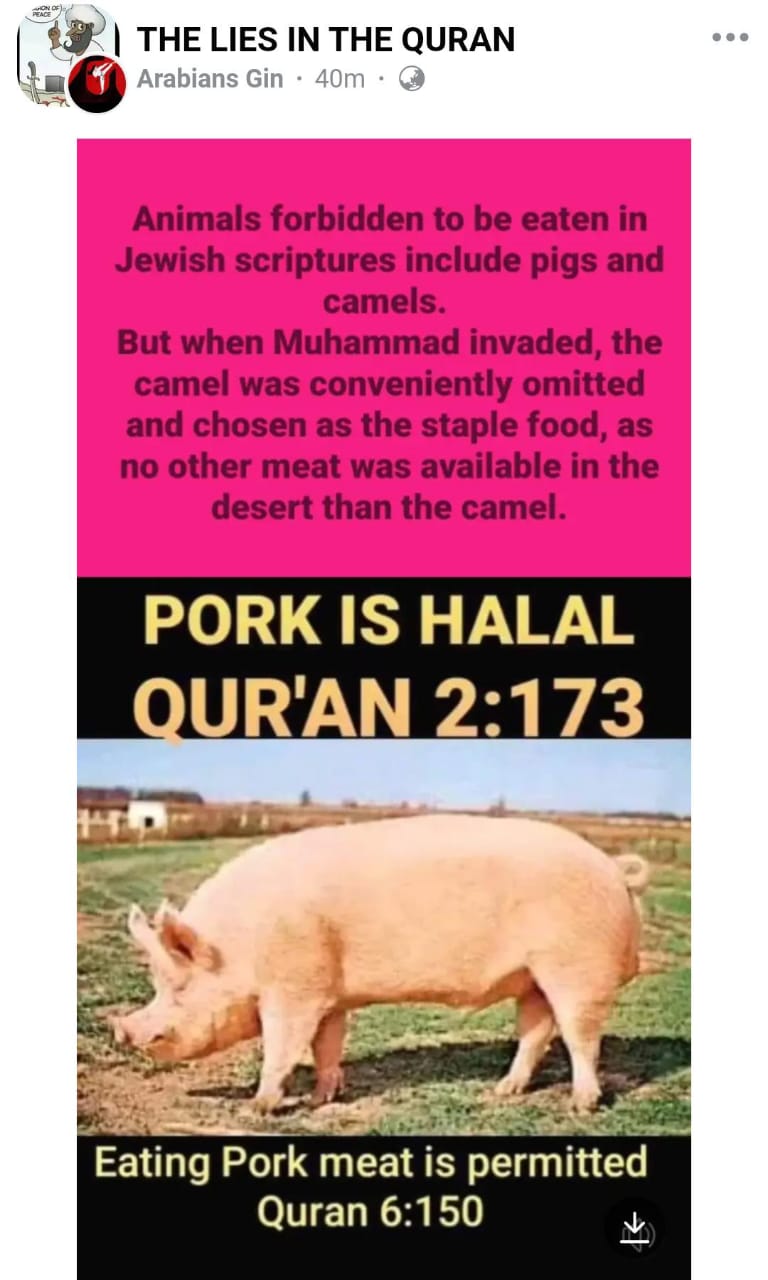 THE LIES IN THE QURAN
Arabians Gin · 40m ·
Animals forbidden to be eaten in
Jewish scriptures include pigs and
camels.
But when Muhammad invaded, the
camel was conveniently omitted
and chosen as the staple food, as
no other meat was available in the
desert than the camel.
PORK IS HALAL
QUR'AN 2:173
Eating Pork meat is permitted
Quran 6:150